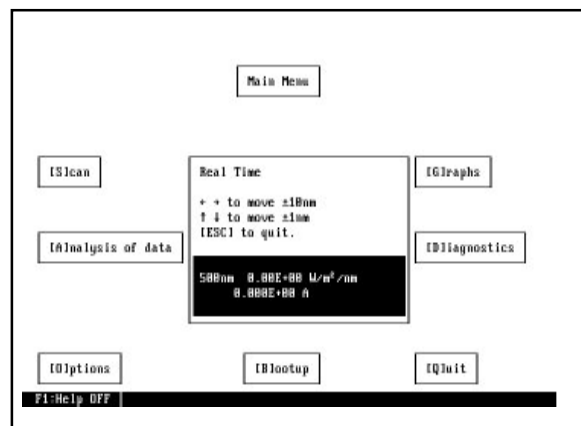 Main Menu
[S]can
Real Time
[G]raphs
← → to move ±10nm
↑ ↓ to move ±1nm
[ESC] to quit.
[A]nalysis of data
[D]iagnostics
500nm 0.00E+00 W/m²/nm
0.000E+00 A
[O]ptions
[B]ootup
[Q]uit
F1:Help OFF